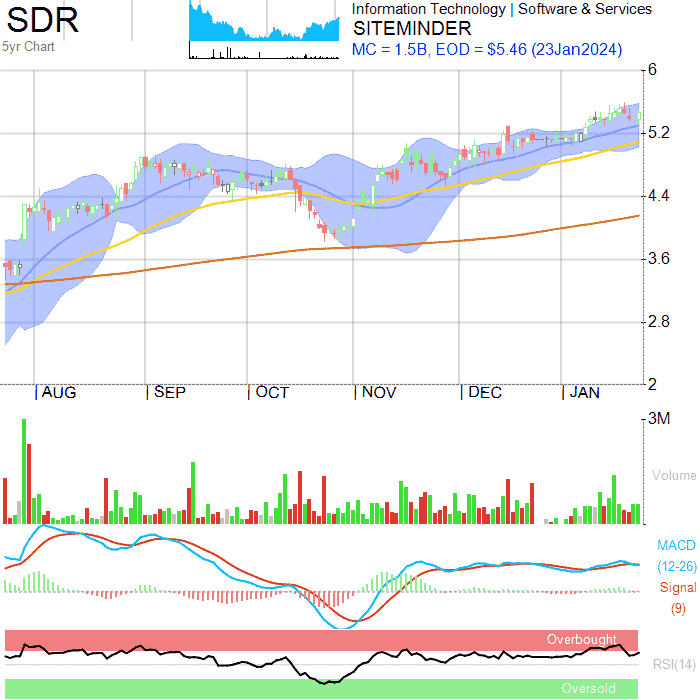 SDR
5yr Chart
Information Technology | Software & Services
SITEMINDER
MC = 1.5B, EOD = $5.46 (23Jan2024)
6
5.2
4.4
3.6
2.8
2
AUG SEP OCT NOV DEC JAN
3M
Volume
MACD
(12-26)
Signal
(9)
Overbought
RSI(14)
Oversold